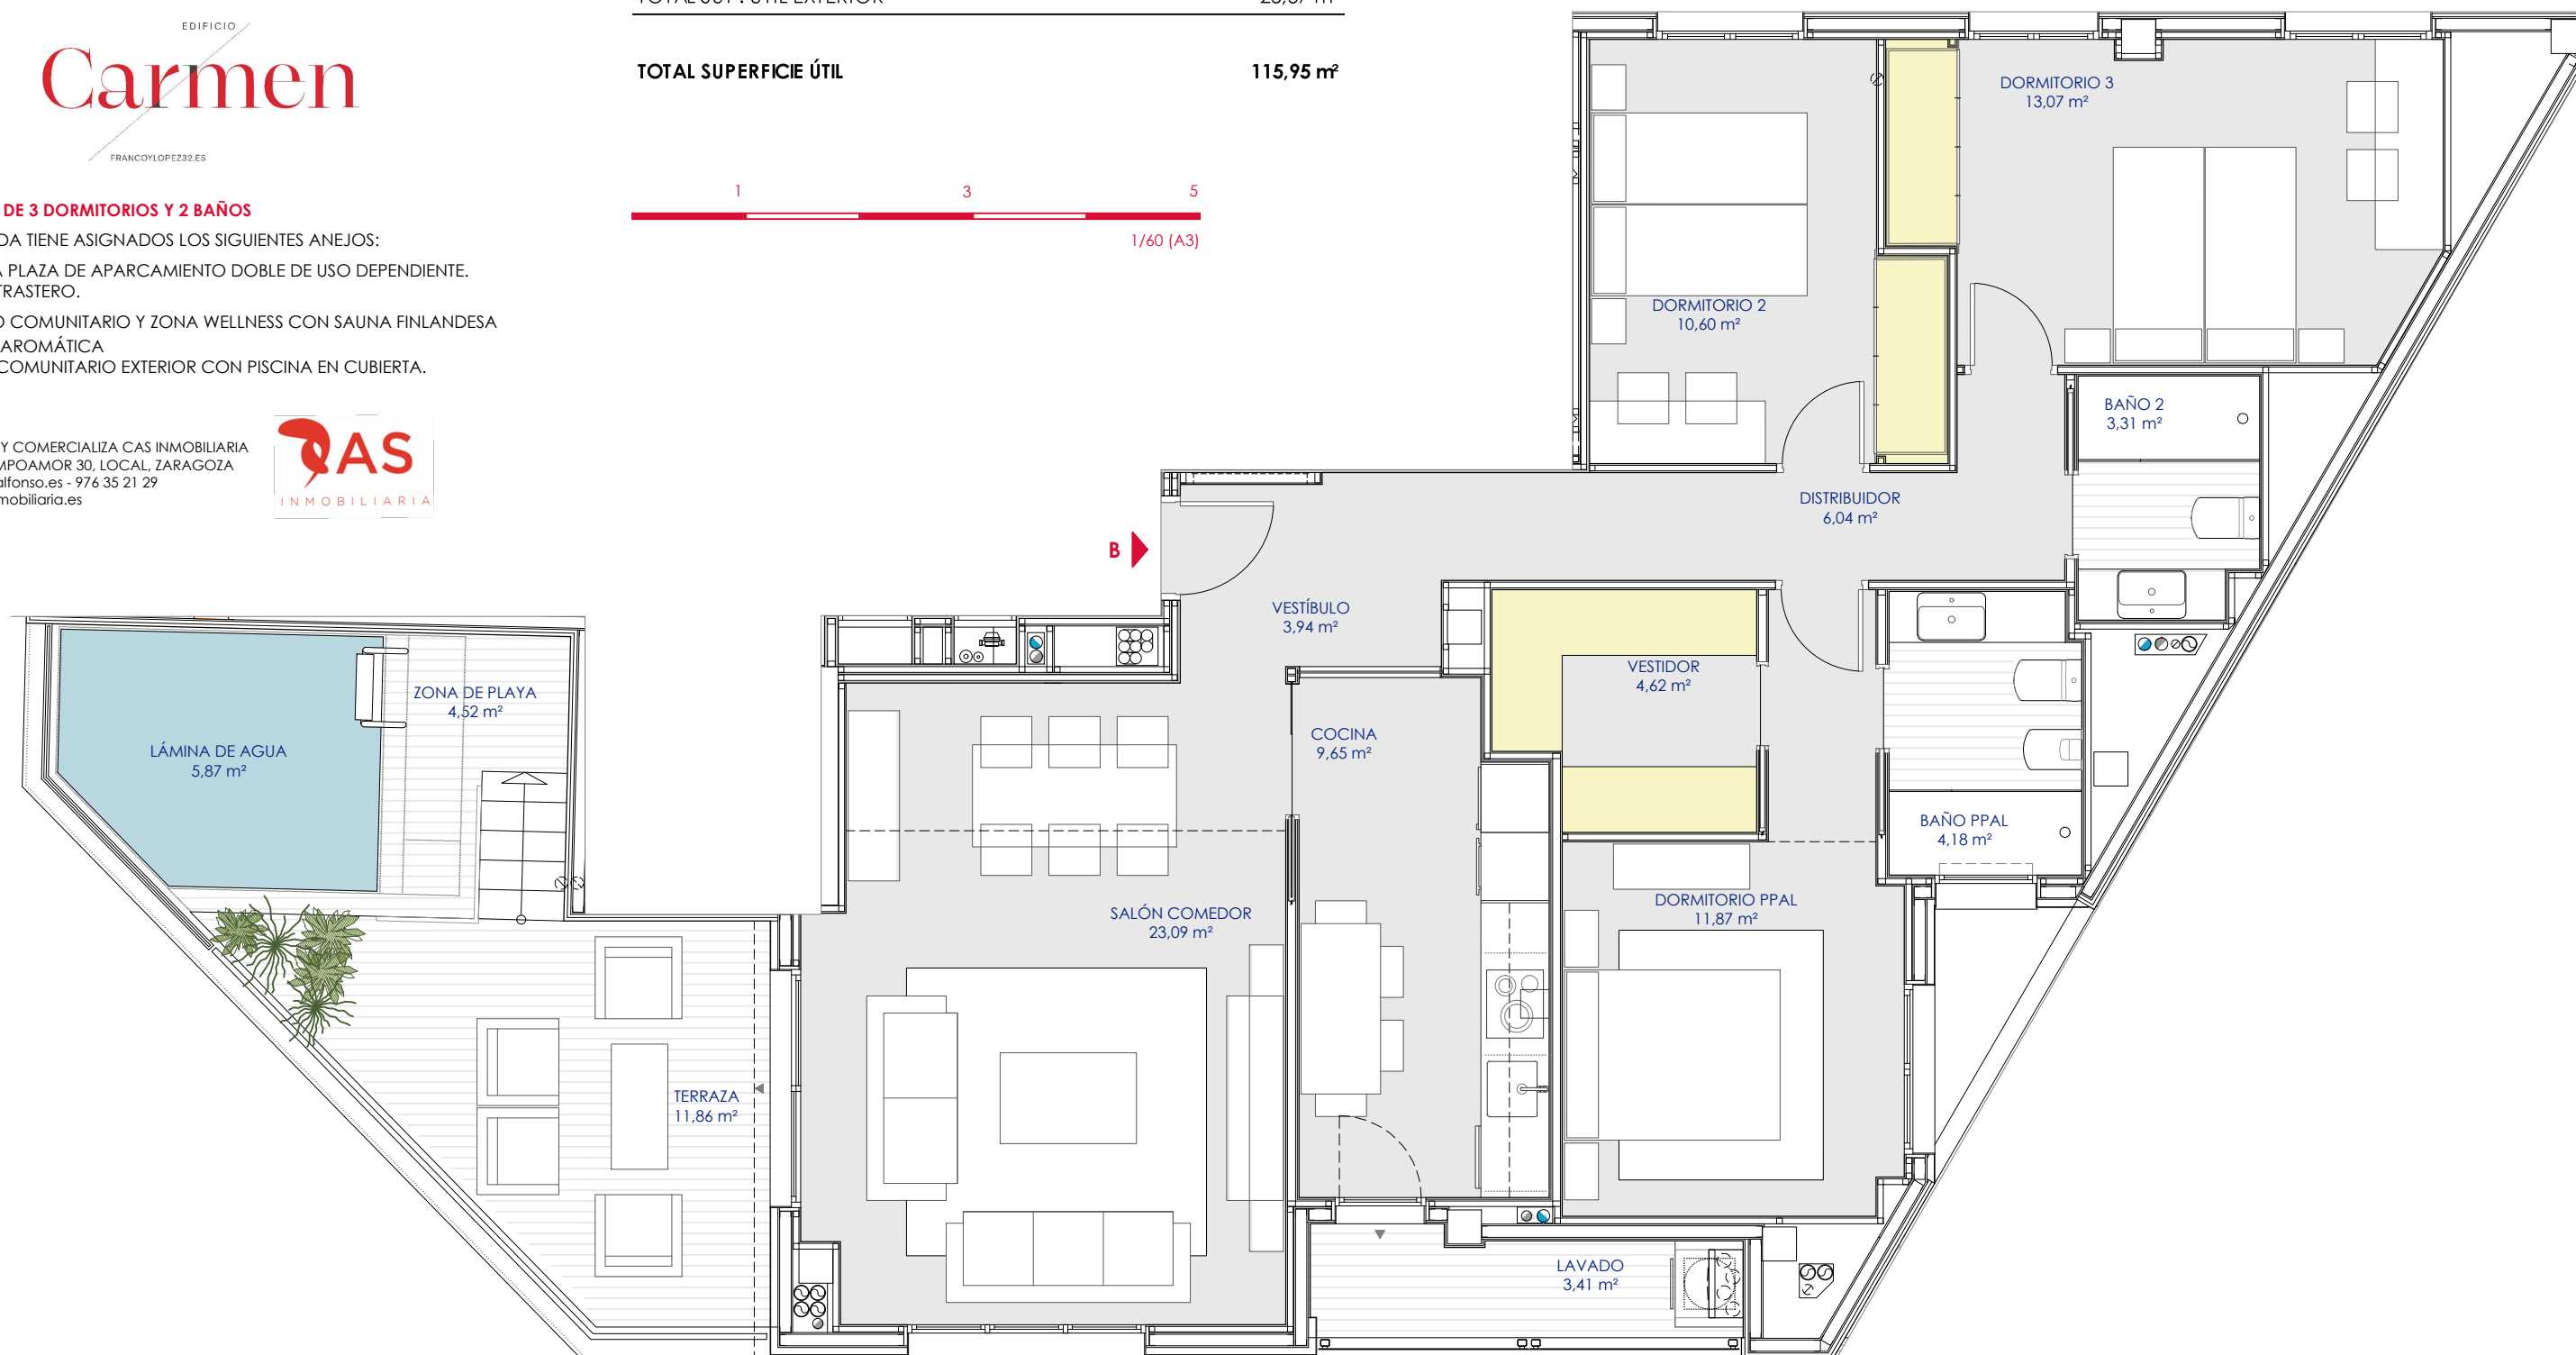 EDIFICIO
Carmen
FRANCOYLOPEZ32.ES
TOTAL SUP. ÚTIL EXTERIOR
TOTAL SUPERFICIE ÚTIL 115,95 m²
1 3 5
1/60 (A3)
DE 3 DORMITORIOS Y 2 BAÑOS
TIENE ASIGNADOS LOS SIGUIENTES ANEJOS:
PLAZA DE APARCAMIENTO DOBLE DE USO DEPENDIENTE.
TRASTERO.
COMUNITARIO Y ZONA WELLNESS CON SAUNA FINLANDESA
AROMÁTICA
COMUNITARIO EXTERIOR CON PISCINA EN CUBIERTA.
Y COMERCIALIZA CAS INMOBILIARIA
MPOAMOR 30, LOCAL, ZARAGOZA
alfonso.es - 976 35 21 29
mobiliaria.es
AS
INMOBILIARIA
DORMITORIO 3
13,07 m²
DORMITORIO 2
10,60 m²
BAÑO 2
3,31 m²
DISTRIBUIDOR
6,04 m²
B
VESTÍBULO
3,94 m²
VESTIDOR
4,62 m²
ZONA DE PLAYA
4,52 m²
LÁMINA DE AGUA
5,87 m²
COCINA
9,65 m²
BAÑO PPAL
4,18 m²
SALÓN COMEDOR
23,09 m²
DORMITORIO PPAL
11,87 m²
TERRAZA
11,86 m²
LAVADO
3,41 m²